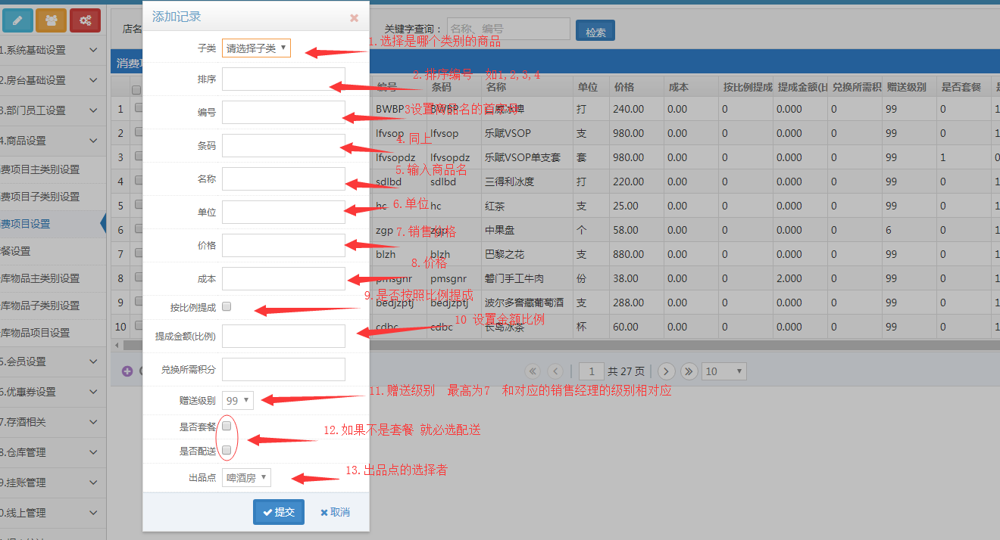 添加记录
店名
关键字查询：
名称、编号
检索
1.系统基础设置
子类
请选择子类
1.选择是哪个类别的商品
消费项
2.房台基础设置
排序
2.排序编号 如1,2,3,4
编号 条码 名称 单位 价格 成本 按比例提成 提成金额(比 兑换所需积 赠送级别 是否套餐
3.部门员工设置
编号
3设置商品名的首字母
1 BWBP BWBP 百威冰啤 打 240.00 0.00 0 0.000 0 99 0 1
2 lfvsop lfvsop 乐赋VSOP 支 980.00 0.00 0 0.000 0 99 0 1
4.商品设置
条码
4.同上
3 lfvsopdz lfvsopdz 乐赋VSOP单支套 套 980.00 0.00 0 0.000 0 99 1 0
费项目主类别设置
名称
5.输入商品名
4 sdlbd sdlbd 三得利冰度 打 220.00 0.00 0 0.000 0 99 0 1
费项目子类别设置
单位
6.单位
5 hc hc 红茶 支 25.00 0.00 0 0.000 0 99 0 1
费项目设置
7.销售价格
6 zgp zgp 中果盘 个 58.00 0.00 0 0.000 0 6 0 1
餐设置
价格
7 blzh blzh 巴黎之花 支 880.00 0.00 0 0.000 0 99 0 1
8.价格
库物品主类别设置
成本
8 pmsgnr pmsgnr 磐门手工牛肉 份 38.00 0.00 0 2.000 0 99 0 1
9.是否按照比例提成
库物品子类别设置
按比例提成
9 bedjzptj bedjzptj 波尔多窖藏葡萄酒 支 288.00 0.00 0 0.000 0 99 0 1
10 设置金额比例
库物品项目设置
提成金额(比例)
10 cdbc cdbc 长岛冰茶 杯 60.00 0.00 0 0.000 0 99 0 1
5.会员设置
兑换所需积分
1 共 27 页 10
6.优惠券设置
赠送级别
99
11.赠送级别 最高为7 和对应的销售经理的级别相对应
7.存酒相关
是否套餐
12.如果不是套餐 就必选配送
8.仓库管理
是否配送
9.挂账管理
出品点
啤酒房
13.出品点的选择者
0.线上管理
提交
取消